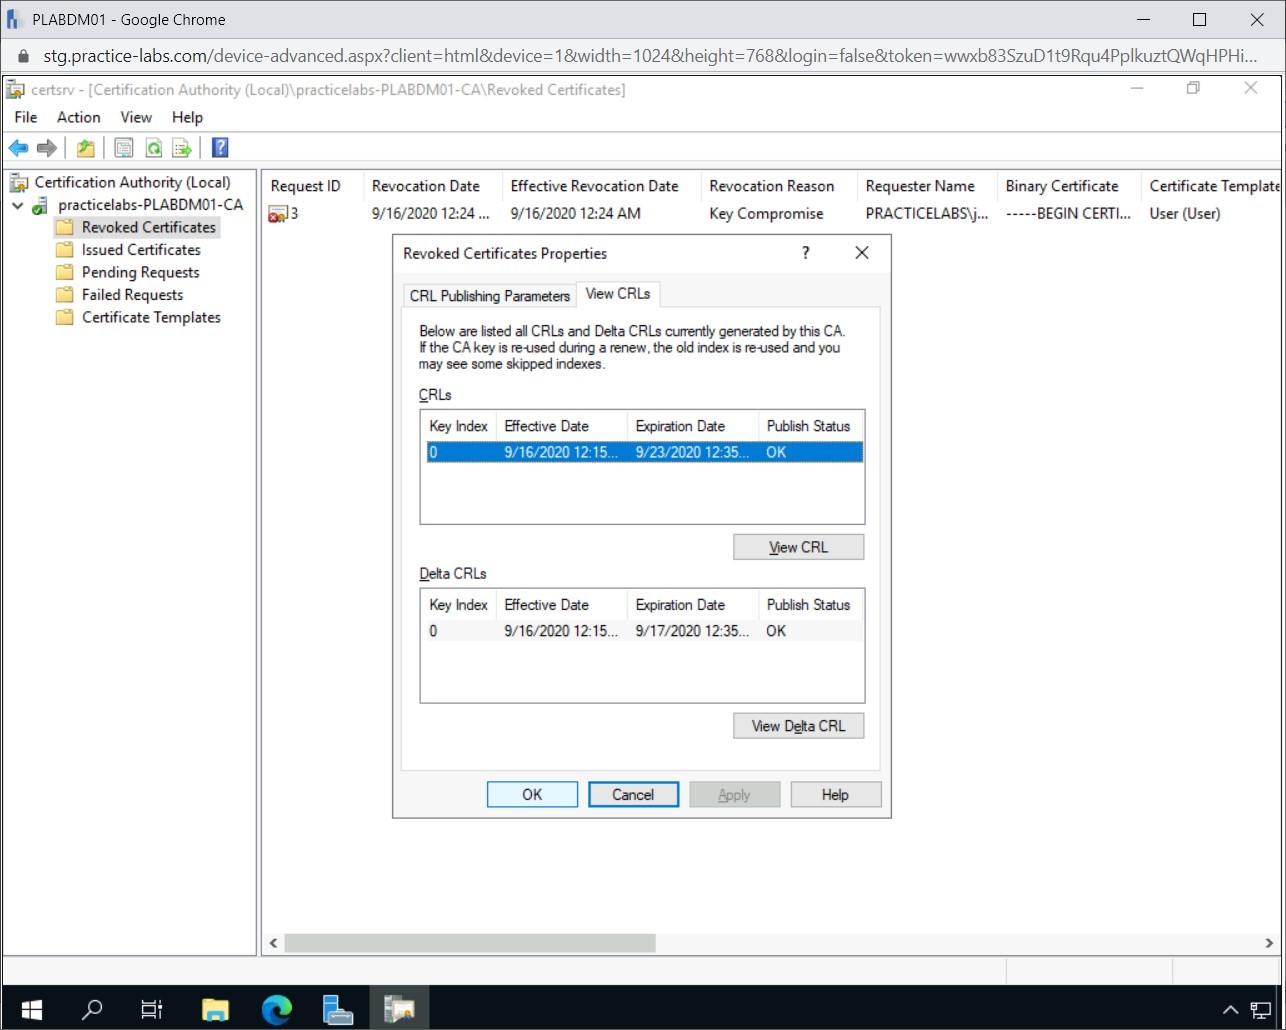 PLABDM01 - Google Chrome
stg.practice-labs.com/device-advanced.aspx?client=html&device=1&width=1024&height=768&login=false&token=wwxb83SzuD1t9Rqu4PplkuztQWqHPHi...
certsrv - [Certification Authority (Local)\practicelabs-PLABDM01-CA\Revoked Certificates]
File Action View Help
Certification Authority (Local)
practicelabs-PLABDM01-CA
Revoked Certificates
Issued Certificates
Pending Requests
Failed Requests
Certificate Templates
Request ID Revocation Date Effective Revocation Date Revocation Reason Requester Name Binary Certificate Certificate Template
3 9/16/2020 12:24 ... 9/16/2020 12:24 AM Key Compromise PRACTICELABS\j... -----BEGIN CERTI... User (User)
Revoked Certificates Properties
CRL Publishing Parameters View CRLs
Below are listed all CRLs and Delta CRLs currently generated by this CA.
If the CA key is re-used during a renew, the old index is re-used and you
may see some skipped indexes.
CRLs
Key Index Effective Date Expiration Date Publish Status
0 9/16/2020 12:15... 9/23/2020 12:35... OK
View CRL
Delta CRLs
Key Index Effective Date Expiration Date Publish Status
0 9/16/2020 12:15... 9/17/2020 12:35... OK
View Delta CRL
OK Cancel Apply Help